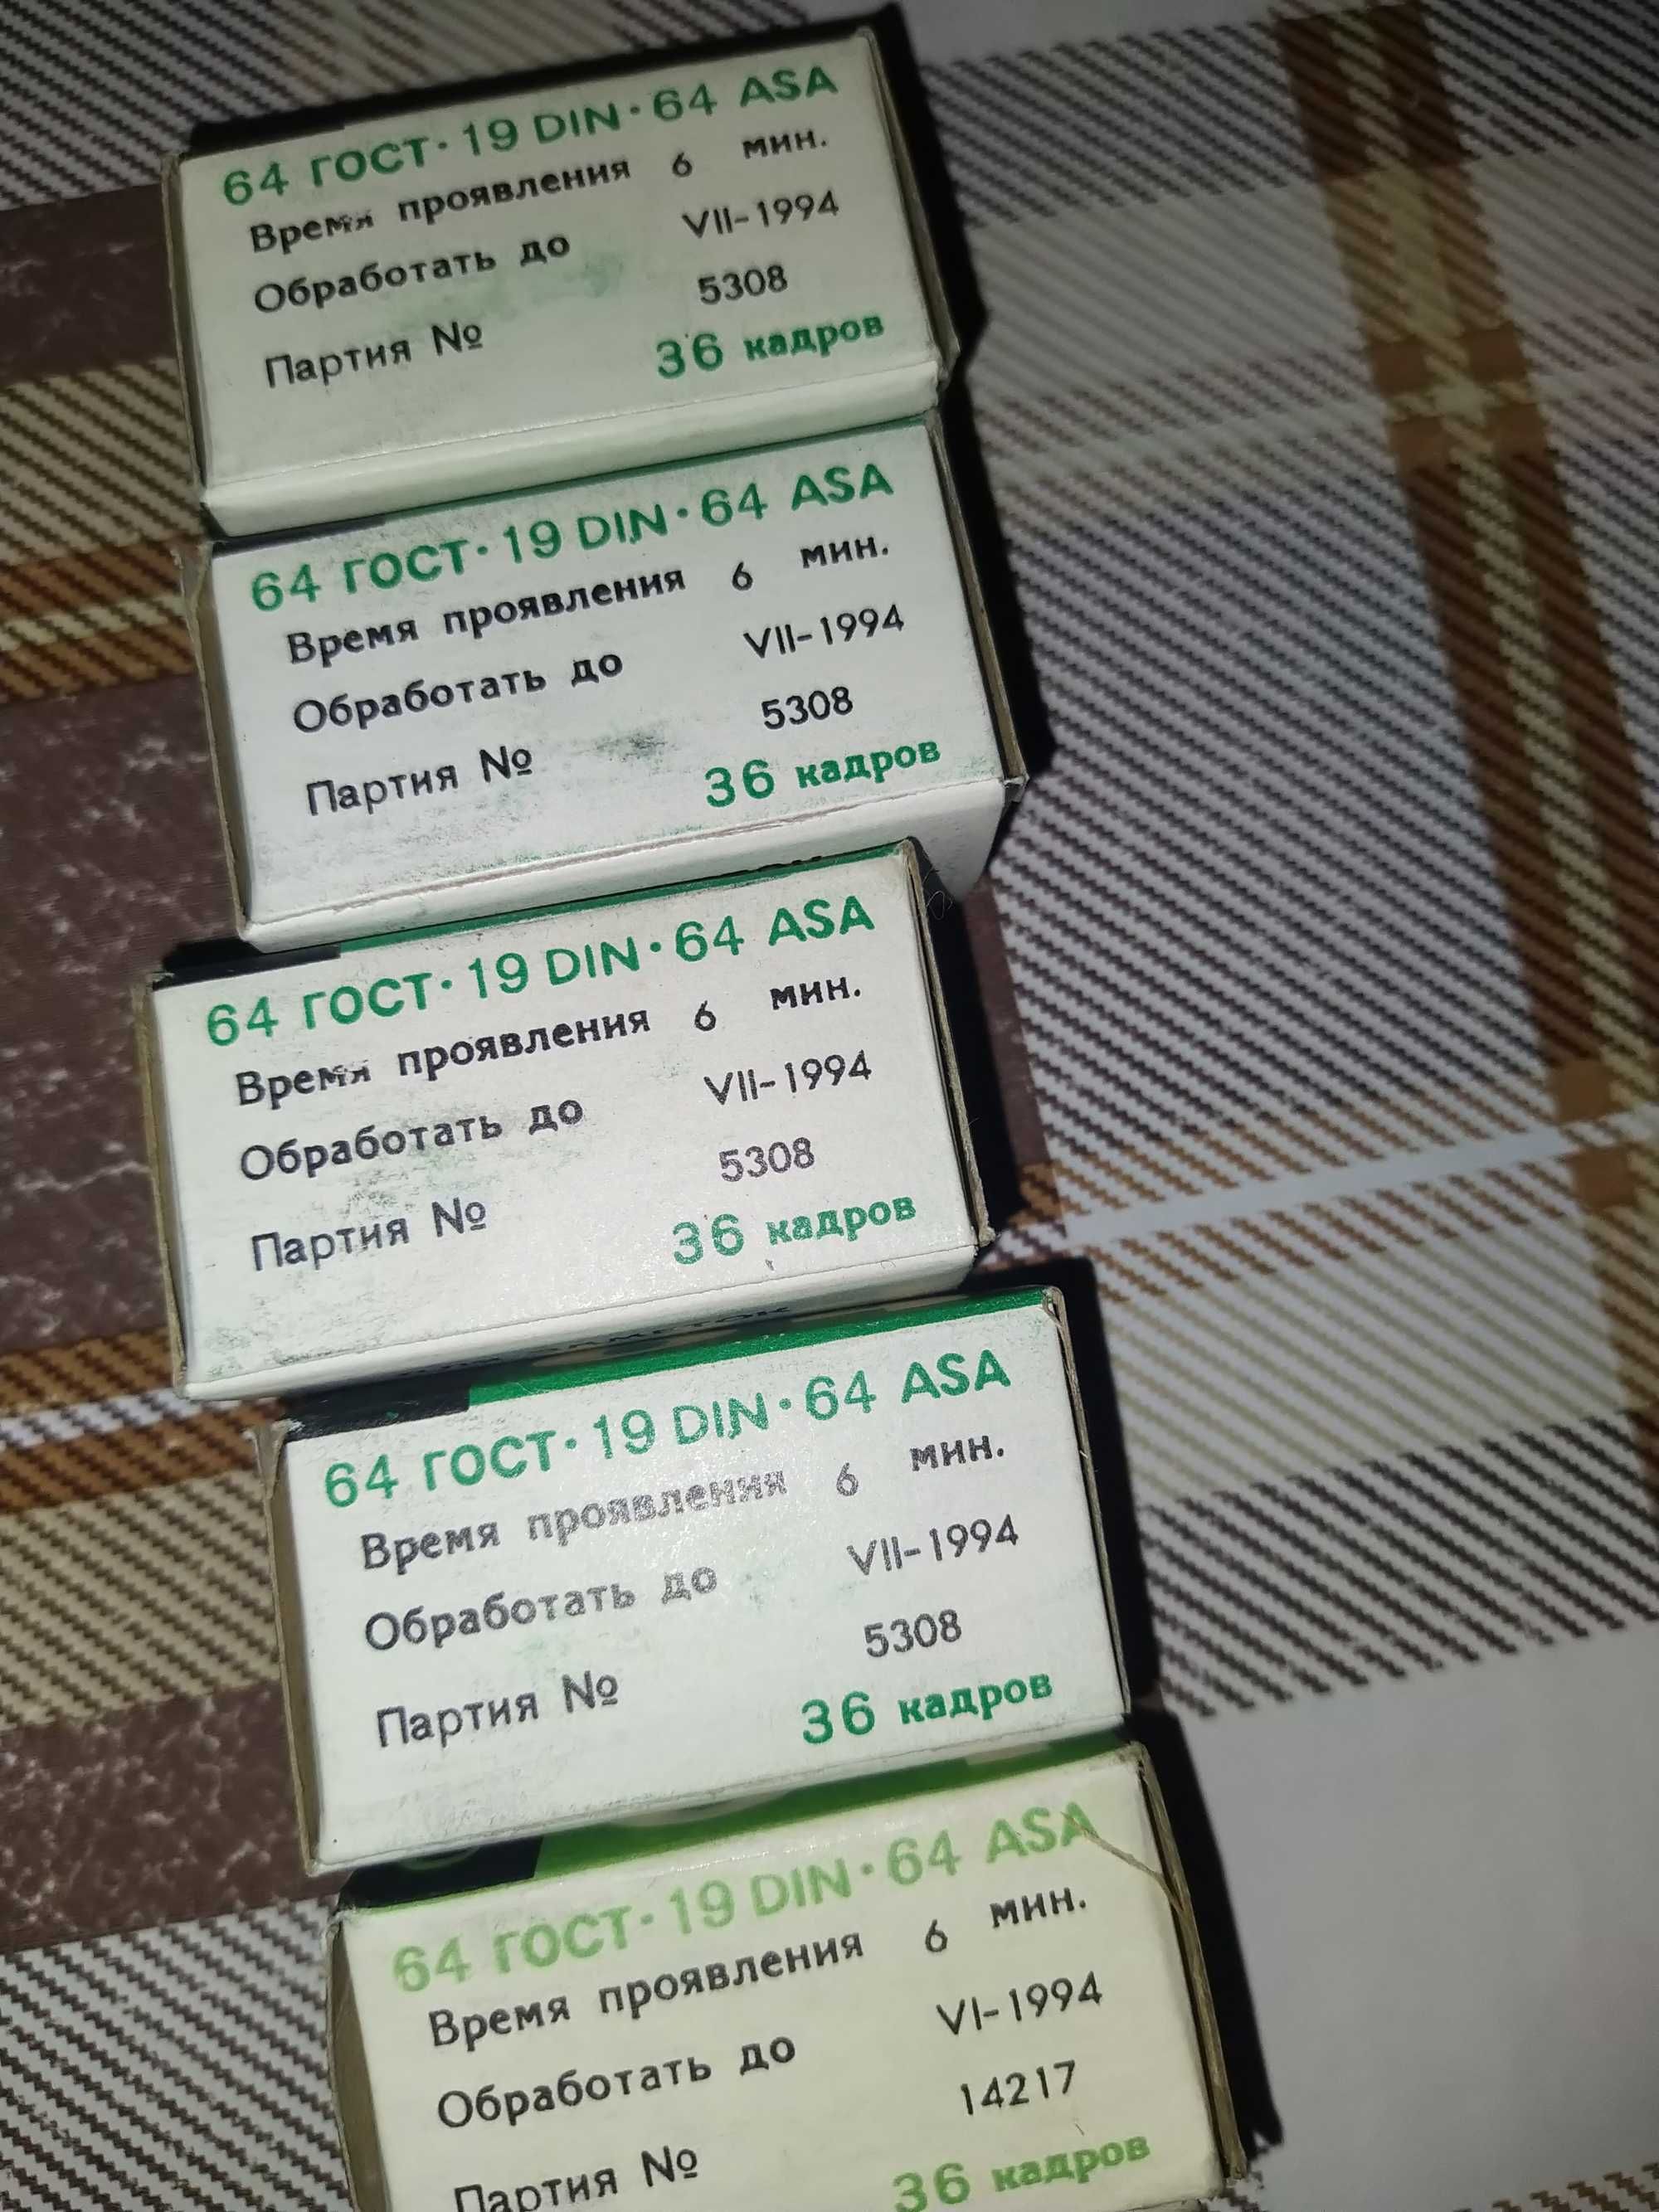 64 ГОСТ · 19 DIN · 64 ASA
Время проявления 6 мин.
Обработать до VII-1994
Партия № 5308
36 кадров
64 ГОСТ · 19 DIN · 64 ASA
Время проявления 6 мин.
Обработать до VII-1994
Партия № 5308
36 кадров
64 ГОСТ · 19 DIN · 64 ASA
Время проявления 6 мин.
Обработать до VII-1994
Партия № 5308
36 кадров
64 ГОСТ · 19 DIN · 64 ASA
Время проявления 6 мин.
Обработать до VII-1994
Партия № 5308
36 кадров
64 ГОСТ · 19 DIN · 64 ASA
Время проявления 6 мин.
Обработать до VI-1994
Партия № 14217
36 кадров